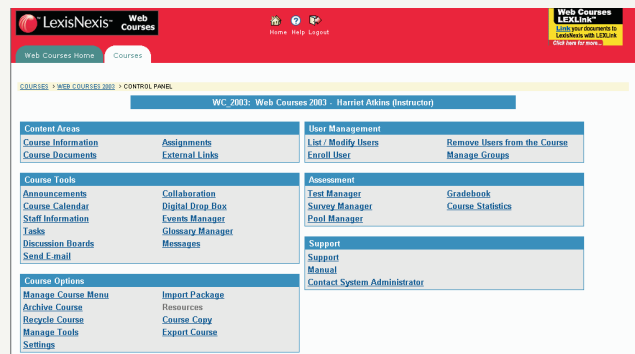 LexisNexis™ Web Courses
Home Help Logout
Web Courses
LEXLink™
Link your documents to
LexisNexis with LEXLink
Click here for more...
Web Courses Home Courses
COURSES > WEB COURSES 2003 > CONTROL PANEL
WC_2003: Web Courses 2003 - Harriet Atkins (Instructor)
Content Areas
Course Information Assignments
Course Documents External Links
User Management
List / Modify Users Remove Users from the Course
Enroll User Manage Groups
Course Tools
Announcements Collaboration
Course Calendar Digital Drop Box
Staff Information Events Manager
Tasks Glossary Manager
Discussion Boards Messages
Send E-mail
Assessment
Test Manager Gradebook
Survey Manager Course Statistics
Pool Manager
Support
Support
Manual
Contact System Administrator
Course Options
Manage Course Menu Import Package
Archive Course Resources
Recycle Course Course Copy
Manage Tools Export Course
Settings